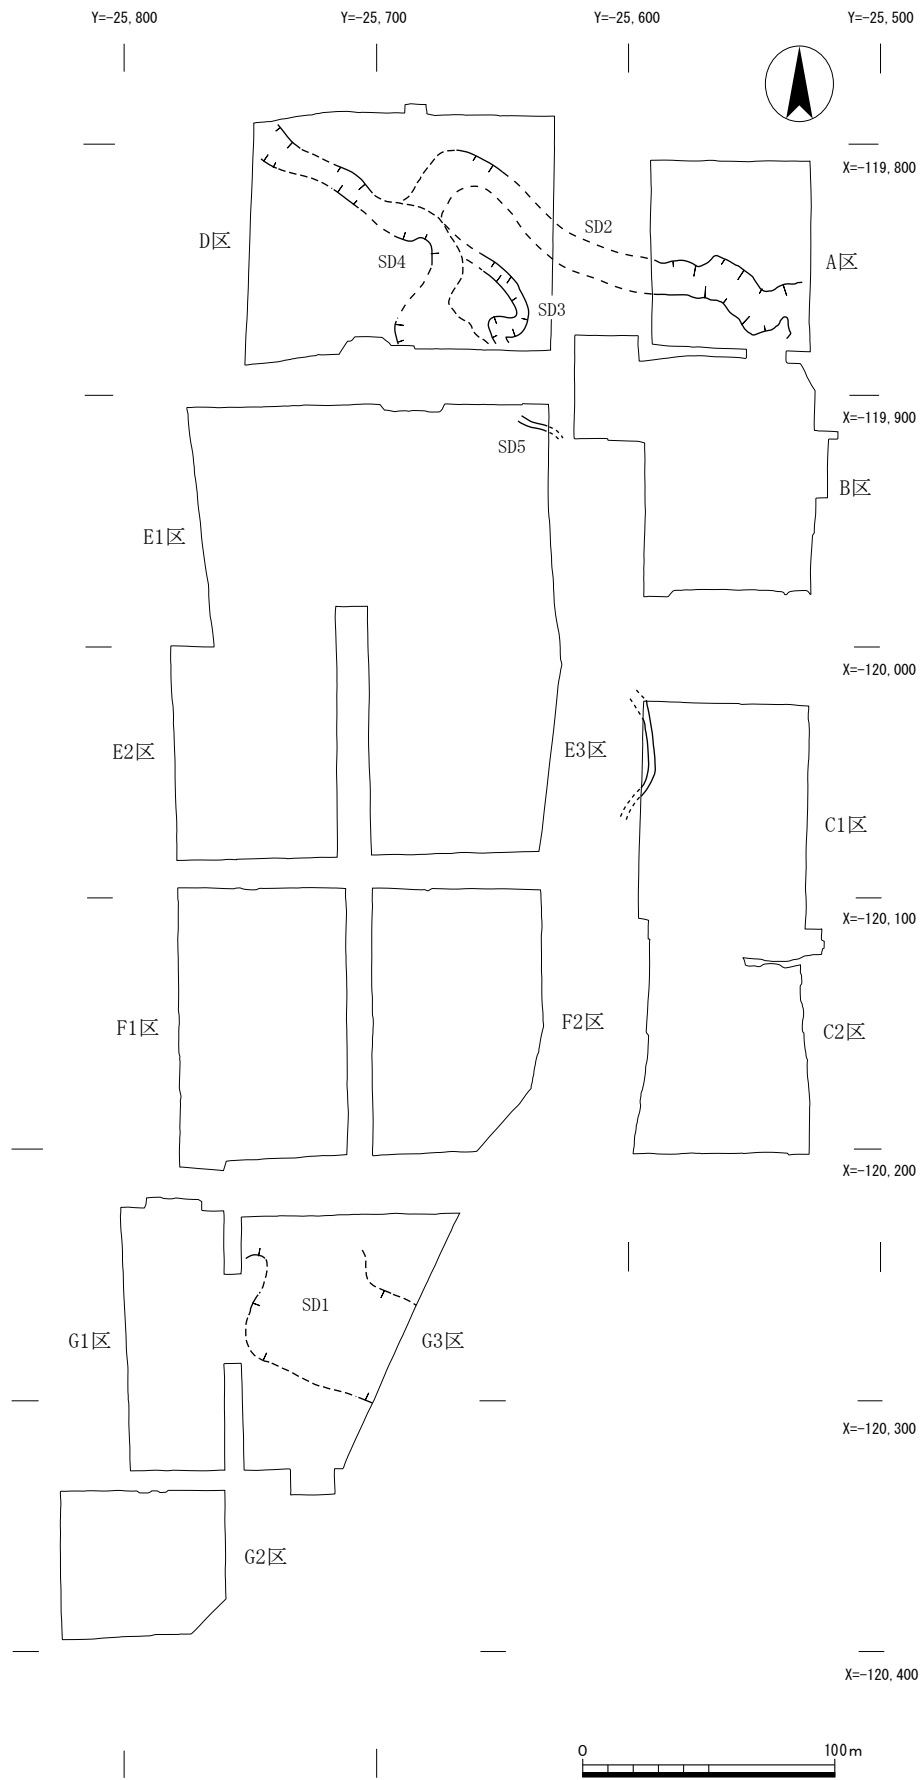 Y=-25,800
Y=-25,700
Y=-25,600
Y=-25,500
X=-119,800
SD2
D区
SD4
A区
SD3
X=-119,900
SD5
B区
E1区
X=-120,000
E2区
E3区
C1区
X=-120,100
F1区
F2区
C2区
X=-120,200
SD1
G1区
G3区
X=-120,300
G2区
X=-120,400
0
100m